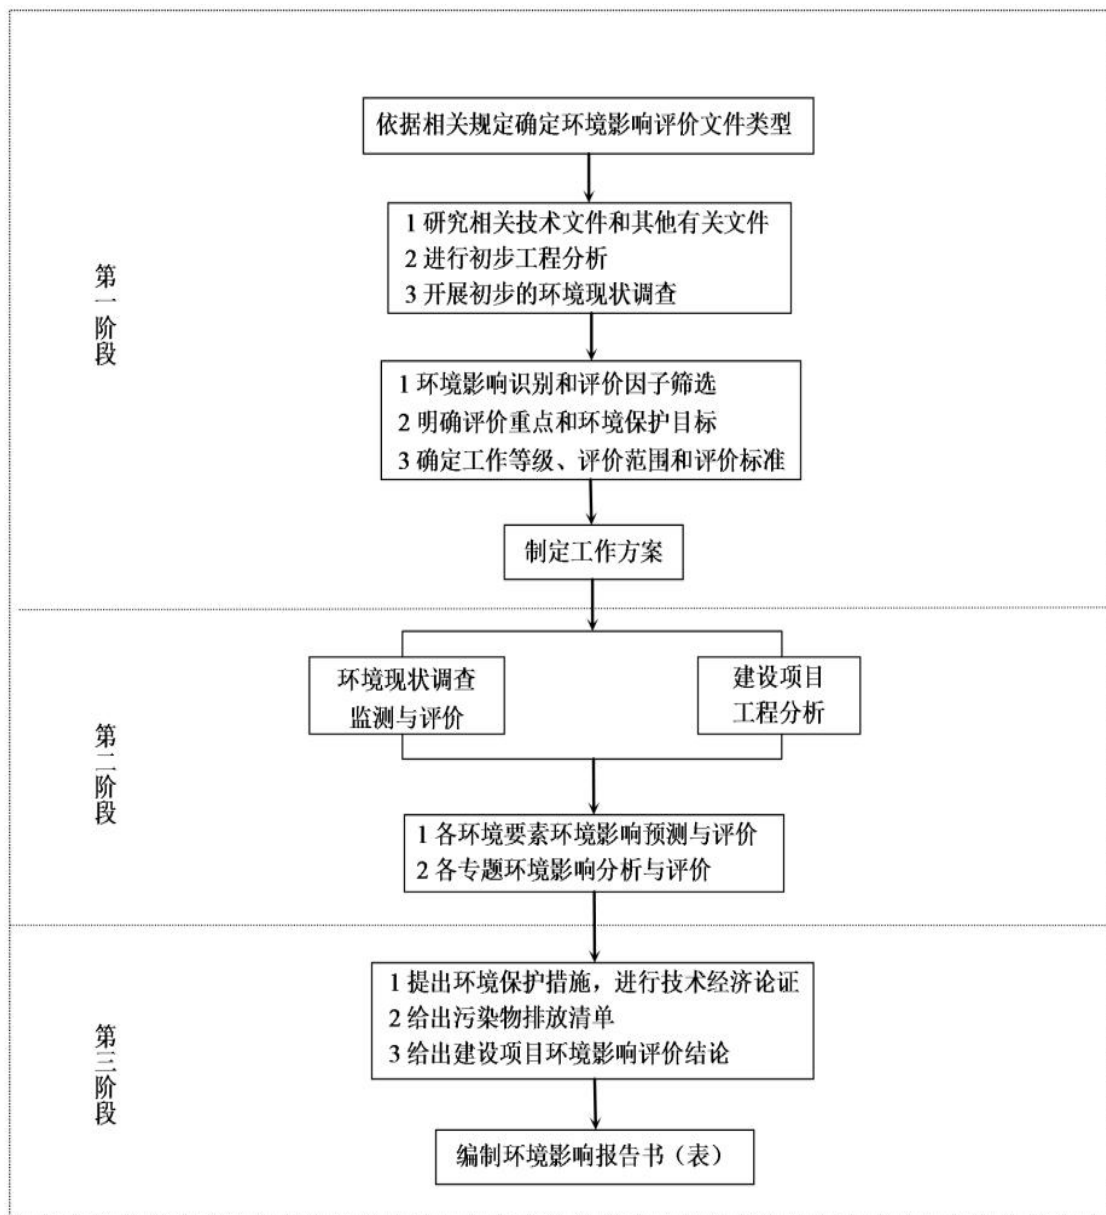 依据相关规定确定环境影响评价文件类型
1 研究相关技术文件和其他有关文件
2 进行初步工程分析
3 开展初步的环境现状调查
第一阶段
1 环境影响识别和评价因子筛选
2 明确评价重点和环境保护目标
3 确定工作等级、评价范围和评价标准
制定工作方案
环境现状调查
监测与评价
建设项目
工程分析
第二阶段
1 各环境要素环境影响预测与评价
2 各专题环境影响分析与评价
1 提出环境保护措施，进行技术经济论证
2 给出污染物排放清单
3 给出建设项目环境影响评价结论
第三阶段
编制环境影响报告书（表）